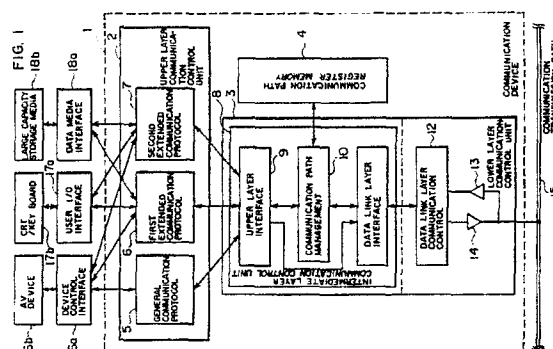 FIG. 1
1
18b
LARGE CAPACITY
STORAGE MEDIA
18a
DATA MEDIA
INTERFACE
17a
CRT
/KEY BOARD
USER I/O
INTERFACE
17b
AV DEVICE
DEVICE CONTROL
INTERFACE
6b
6a
2
UPPER LAYER
COMMUNICATION
CONTROL
UNIT
7
SECOND EXTENDED
COMMUNICATION
PROTOCOL
6
FIRST EXTENDED
COMMUNICATION
PROTOCOL
5
GENERAL
COMMUNICATION
PROTOCOL
4
COMMUNICATION PATH
REGISTER MEMORY
8
3
9
UPPER LAYER
INTERFACE
10
COMMUNICATION PATH
MANAGEMENT
DATA LINK LAYER
INTERFACE
INTERMEDIATE LAYER
COMMUNICATION CONTROL UNIT
12
DATA LINK LAYER
COMMUNICATION
CONTROL
13
14
LOWER LAYER
COMMUNICATION
CONTROL UNIT
COMMUNICATION
DEVICE
COMMUNICATION
15